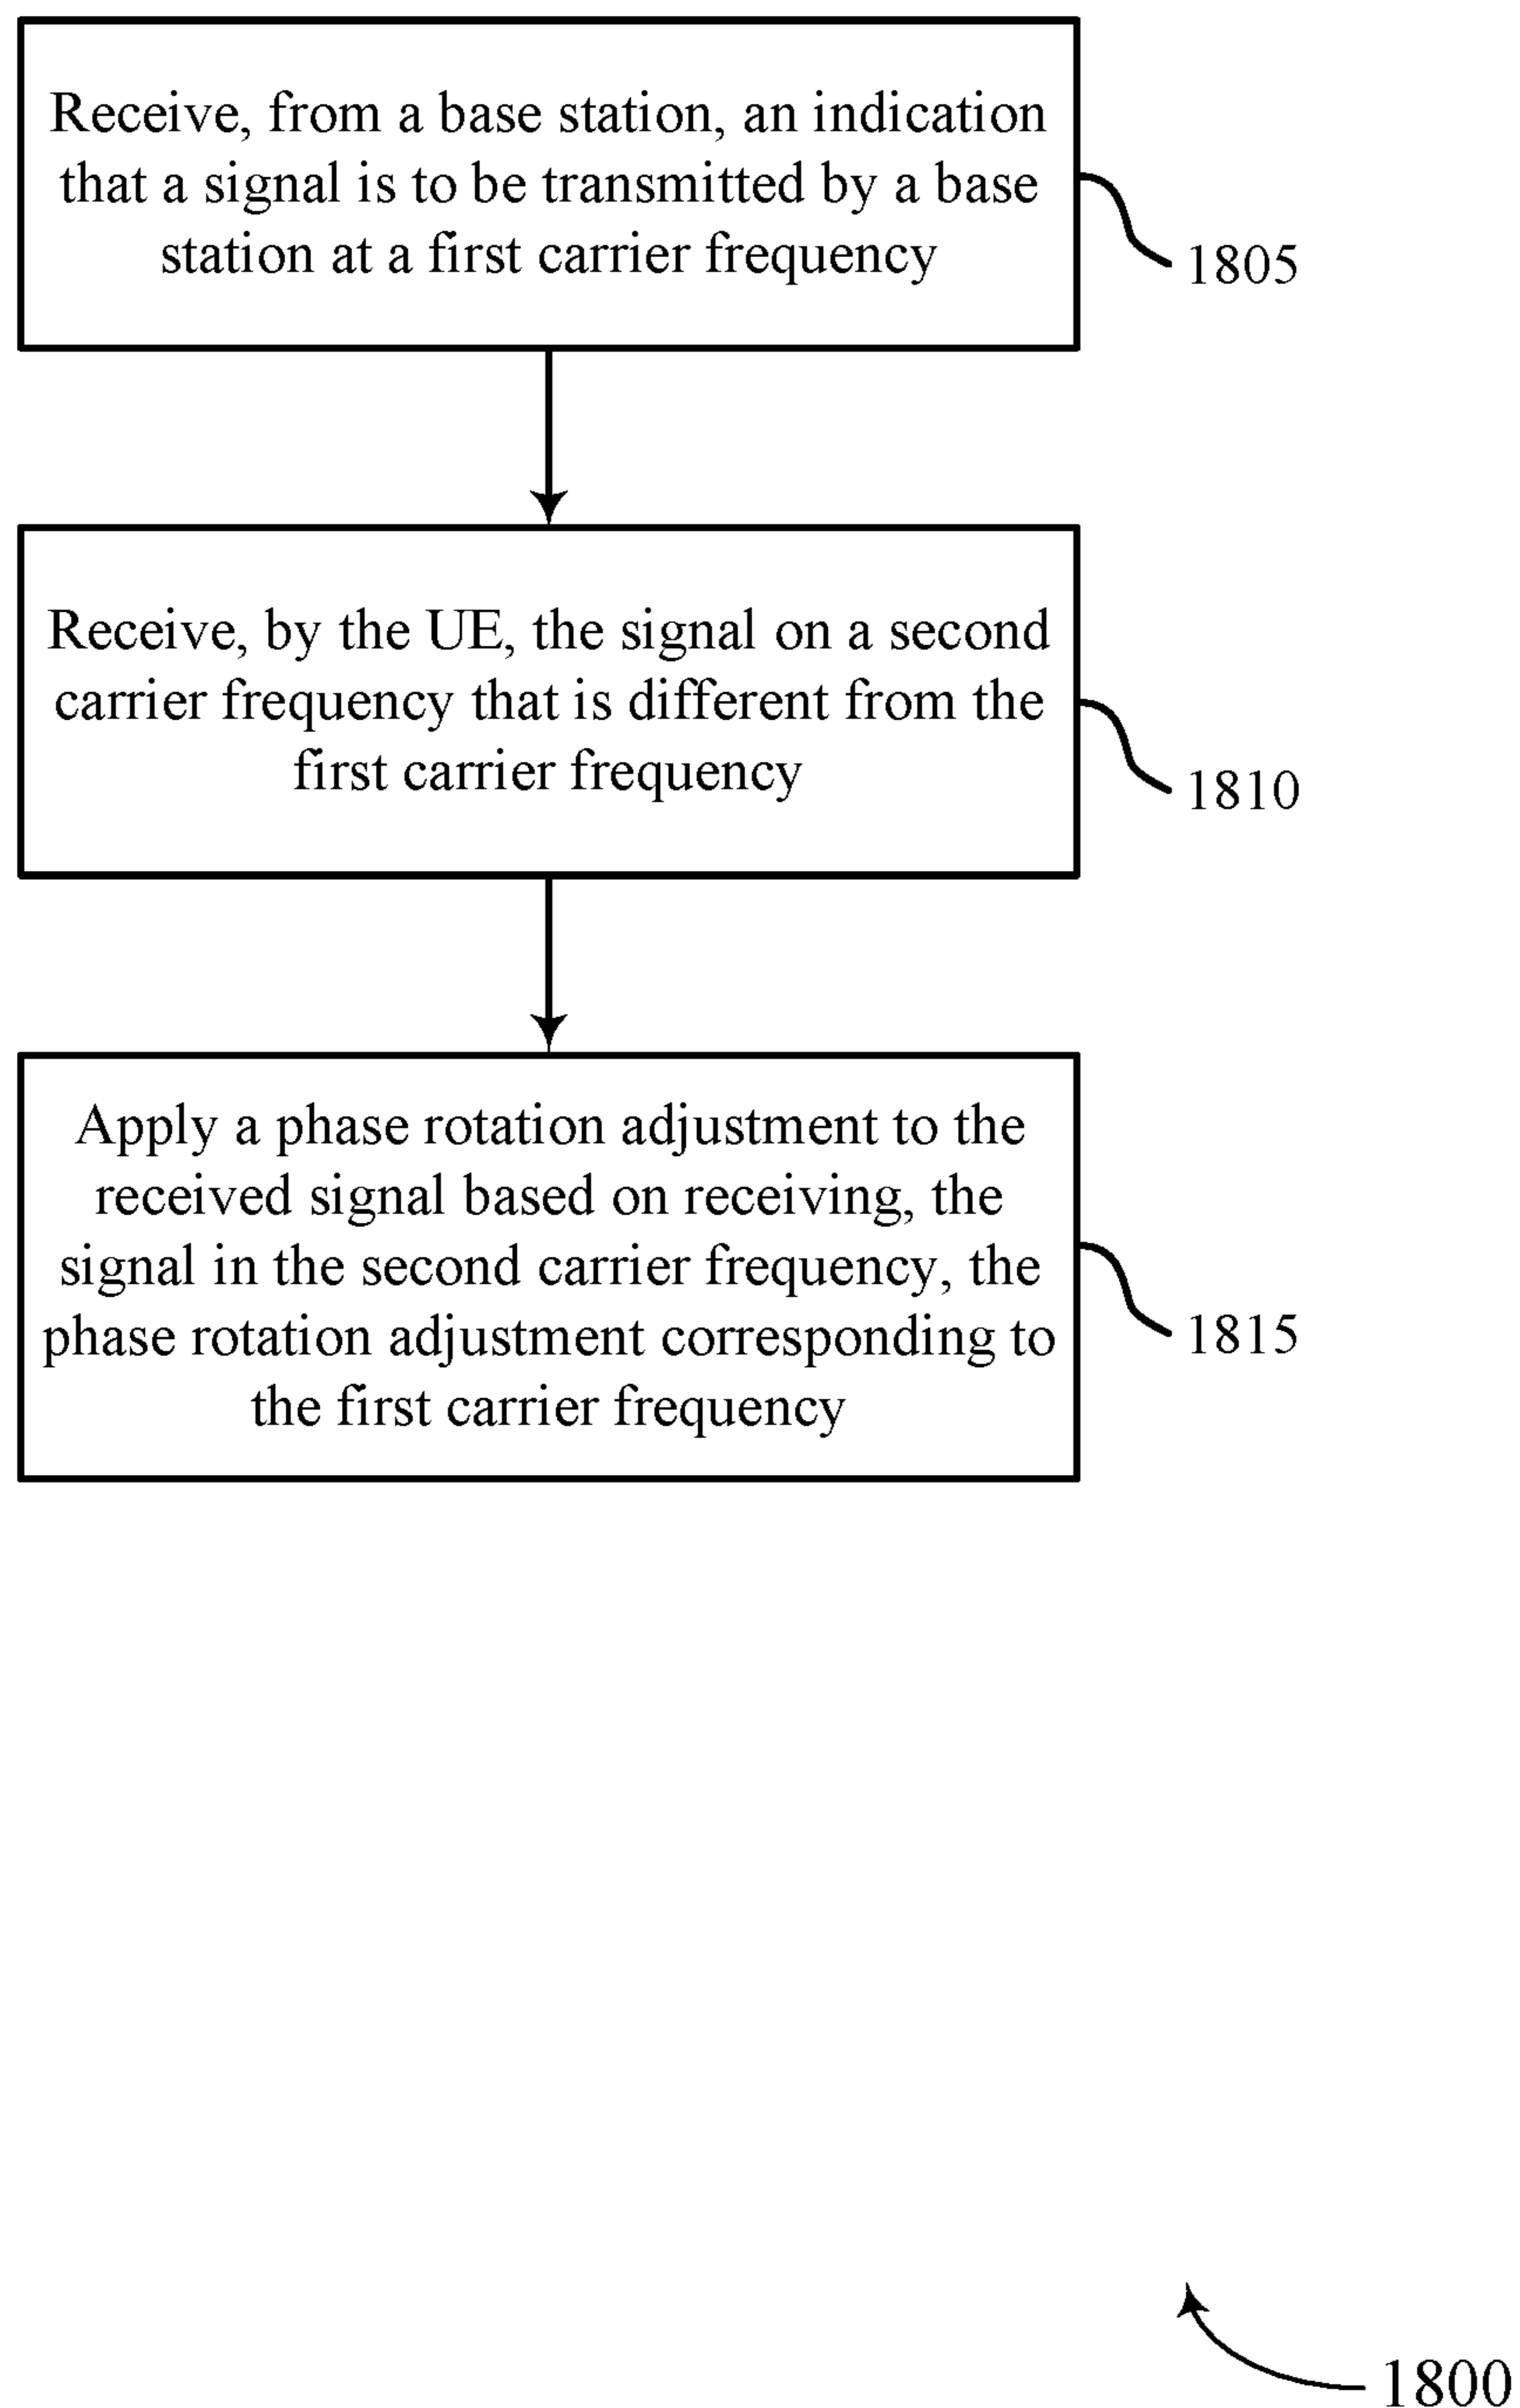 Receive, from a base station, an indication
that a signal is to be transmitted by a base
station at a first carrier frequency
1805
Receive, by the UE, the signal on a second
carrier frequency that is different from the
first carrier frequency
1810
Apply a phase rotation adjustment to the
received signal based on receiving, the
signal in the second carrier frequency, the
phase rotation adjustment corresponding to
the first carrier frequency
1815
1800